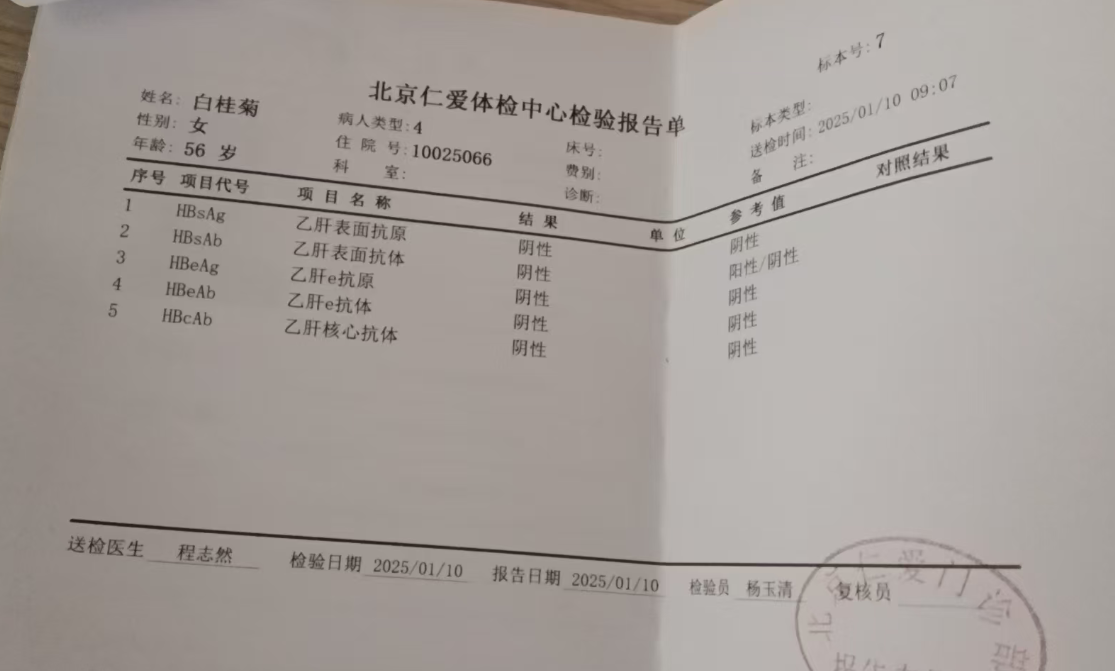 标本号: 7
北京仁爱体检中心检验报告单
姓名: 白桂菊 病人类型: 4 床号: 标本类型:
性别: 女 住 院 号: 10025066 费别: 送检时间: 2025/01/10 09:07
年龄: 56 岁 科 室: 诊断: 备 注:
序号 项目代号 项 目 名 称 结 果 单 位 参 考 值 对照结果
1 HBsAg 乙肝表面抗原 阴性 阴性
2 HBsAb 乙肝表面抗体 阴性 阳性/阴性
3 HBeAg 乙肝e抗原 阴性 阴性
4 HBeAb 乙肝e抗体 阴性 阴性
5 HBcAb 乙肝核心抗体 阴性 阴性
送检医生 程志然 检验日期 2025/01/10 报告日期 2025/01/10 检验员 杨玉清 复核员
北 仁爱门诊